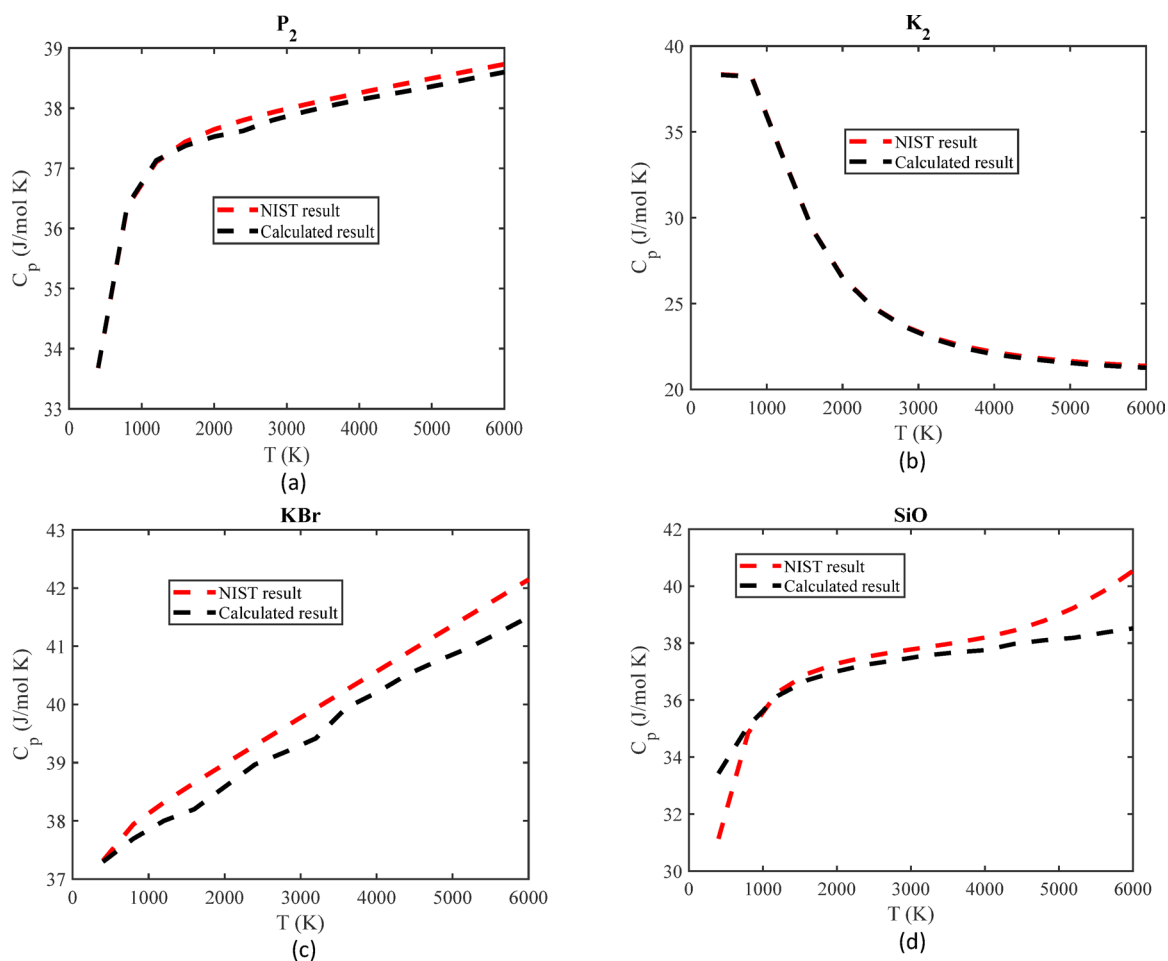 P2
39
38
37
36
35
34
33
Cp (J/mol K)
NIST result
Calculated result
0 1000 2000 3000 4000 5000 6000
T (K)
(a)
K2
40
35
30
25
20
Cp (J/mol K)
NIST result
Calculated result
0 1000 2000 3000 4000 5000 6000
T (K)
(b)
KBr
43
42
41
40
39
38
37
Cp (J/mol K)
NIST result
Calculated result
0 1000 2000 3000 4000 5000 6000
T (K)
(c)
SiO
42
40
38
36
34
32
30
Cp (J/mol K)
NIST result
Calculated result
0 1000 2000 3000 4000 5000 6000
T (K)
(d)